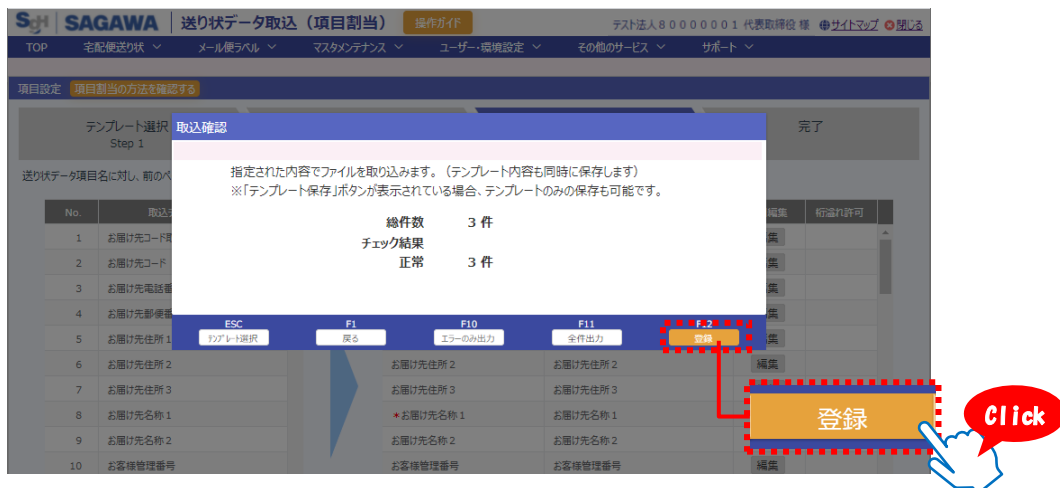 SGH SAGAWA 送り状データ取込（項目割当） 操作ガイド テスト法人８００００００１ 代表取締役 様 サイトマップ 閉じる
TOP 宅配便送り状 メール便ラベル マスタメンテナンス ユーザー・環境設定 その他のサービス サポート
項目設定 項目割当の方法を確認する
テンプレート選択 完了
Step 1
送り状データ項目名に対し、前のペ
取込確認
指定された内容でファイルを取り込みます。（テンプレート内容も同時に保存します）
※「テンプレート保存」ボタンが表示されている場合、テンプレートのみの保存も可能です。
総件数 3 件
チェック結果
正常 3 件
ESC F1 F10 F11 F12
テンプレート選択 戻る エラーのみ出力 全件出力 登録
No. 取込デ 編集 桁溢れ許可
1 お届け先コード取 集
2 お届け先コード 集
3 お届け先電話番 集
4 お届け先郵便番 集
5 お届け先住所１ 集
6 お届け先住所２ お届け先住所２ お届け先住所２ 編集
7 お届け先住所３ お届け先住所３ お届け先住所３
8 お届け先名称１ *お届け先名称１ お届け先名称１
9 お届け先名称２ お届け先名称２ お届け先名称２
10 お客様管理番号 お客様管理番号 お客様管理番号 編集
登録
Click